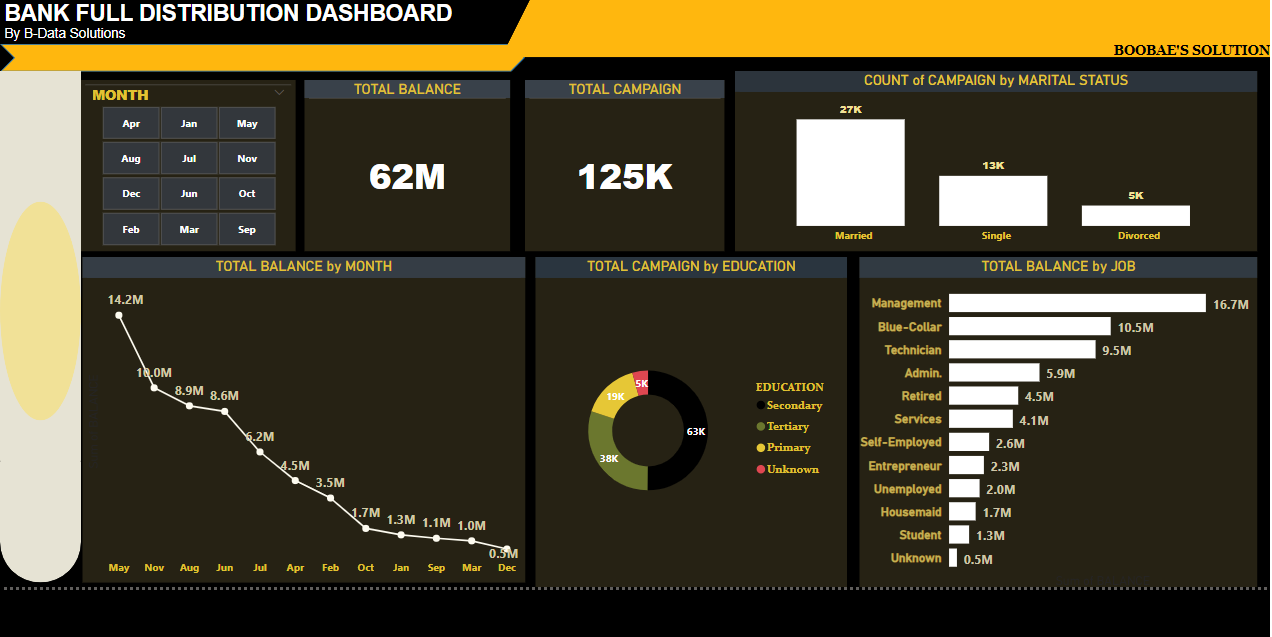 BANK FULL DISTRIBUTION DASHBOARD
By B-Data Solutions
BOOBAE'S SOLUTION
MONTH
Apr Jan May
Aug Jul Nov
Dec Jun Oct
Feb Mar Sep
TOTAL BALANCE
62M
TOTAL CAMPAIGN
125K
COUNT of CAMPAIGN by MARITAL STATUS
27K
13K
5K
Married Single Divorced
TOTAL BALANCE by MONTH
14.2M
10.0M
8.9M
8.6M
6.2M
4.5M
3.5M
1.7M
1.3M
1.1M
1.0M
0.5M
May Nov Aug Jun Jul Apr Feb Oct Jan Sep Mar Dec
TOTAL CAMPAIGN by EDUCATION
5K
19K
63K
38K
EDUCATION
Secondary
Tertiary
Primary
Unknown
TOTAL BALANCE by JOB
Management 16.7M
Blue-Collar 10.5M
Technician 9.5M
Admin. 5.9M
Retired 4.5M
Services 4.1M
Self-Employed 2.6M
Entrepreneur 2.3M
Unemployed 2.0M
Housemaid 1.7M
Student 1.3M
Unknown 0.5M